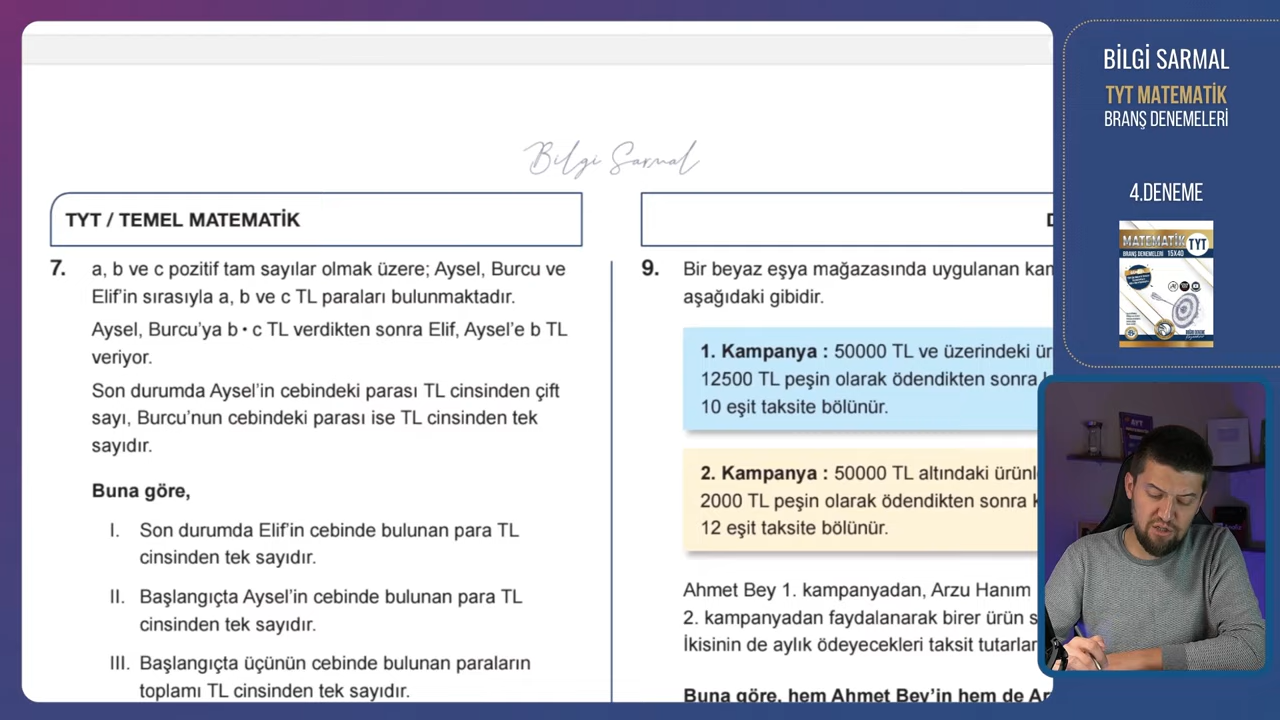 Bilgi Sarmal
TYT / TEMEL MATEMATİK
7. a, b ve c pozitif tam sayılar olmak üzere; Aysel, Burcu ve
Elif'in sırasıyla a, b ve c TL paraları bulunmaktadır.
Aysel, Burcu'ya b • c TL verdikten sonra Elif, Aysel'e b TL
veriyor.
Son durumda Aysel'in cebindeki parası TL cinsinden çift
sayı, Burcu'nun cebindeki parası ise TL cinsinden tek
sayıdır.
Buna göre,
I. Son durumda Elif'in cebinde bulunan para TL
cinsinden tek sayıdır.
II. Başlangıçta Aysel'in cebinde bulunan para TL
cinsinden tek sayıdır.
III. Başlangıçta üçünün cebinde bulunan paraların
toplamı TL cinsinden tek sayıdır.
9. Bir beyaz eşya mağazasında uygulanan
aşağıdaki gibidir.
1. Kampanya : 50000 TL ve üzerindeki
12500 TL peşin olarak ödendikten sonra
10 eşit taksite bölünür.
2. Kampanya : 50000 TL altındaki
2000 TL peşin olarak ödendikten sonra
12 eşit taksite bölünür.
Ahmet Bey 1. kampanyadan, Arzu Hanım
2. kampanyadan faydalanarak birer ürün
İkisinin de aylık ödeyecekleri taksit
Buna göre, hem Ahmet Bey'in hem de
BİLGİ SARMAL
TYT MATEMATİK
BRANŞ DENEMELERİ
4.DENEME
MATEMATİK TYT
BRANŞ DENEMELERİ 15X40